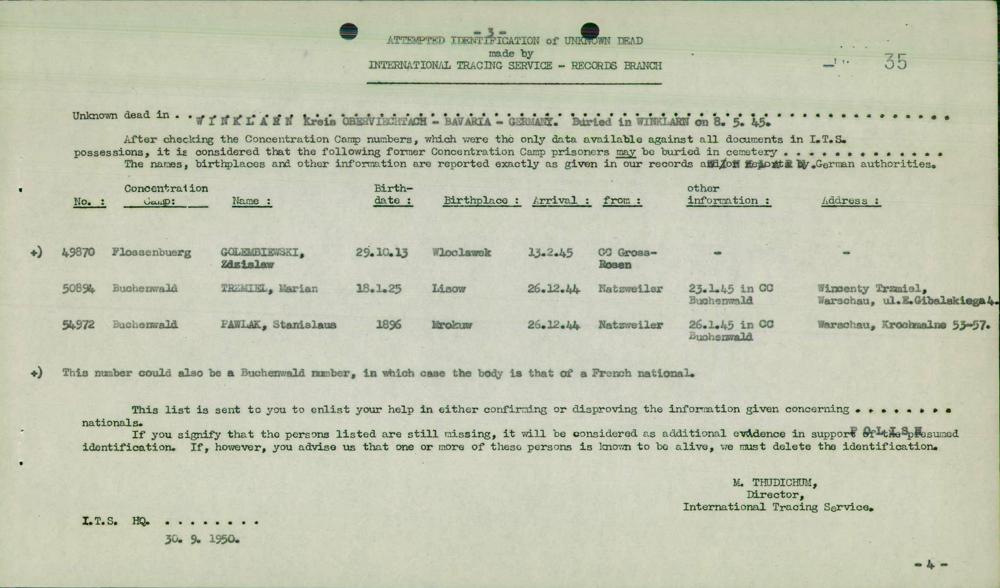 - 3 -
ATTEMPTED IDENTIFICATION of UNKNOWN DEAD
made by
INTERNATIONAL TRACING SERVICE - RECORDS BRANCH
35
Unknown dead in . . WINKLARN Kreis OBERVIECHTACH - BAVARIA - GERMANY. Buried in WINKLARN on 8. 5. 45.
After checking the Concentration Camp numbers, which were the only data available against all documents in I.T.S.
possessions, it is considered that the following former Concentration Camp prisoners may be buried in cemetery . . . . . . . . . . . .
The names, birthplaces and other information are reported exactly as given in our records and/or reports by German authorities.
No. : Concentration Camp: Name : Birth-date : Birthplace : Arrival : from : other information : Address :
+) 49870 Flossenbuerg GOLEMBIEWSKI, 29.10.13 Wloclawek 13.2.45 CC Gross- - -
Zdzislaw Rosen
50894 Buchenwald TRZMIEL, Marian 18.1.25 Lisow 26.12.44 Natzweiler 23.1.45 in CC Wincenty Trzmiel,
Buchenwald Warschau, ul.E.Gibalskiega4.
54972 Buchenwald PAWLAK, Stanislaus 1896 26.12.44 Natzweiler 26.1.45 in CC Warschau, Krochmalne 53-57.
Buchenwald
+) This number could also be a Buchenwald number, in which case the body is that of a French national.
This list is sent to you to enlist your help in either confirming or disproving the information given concerning . . . . . . . .
nationals.
POLISH
If you signify that the persons listed are still missing, it will be considered as additional evidence in support of the presumed
identification. If, however, you advise us that one or more of these persons is known to be alive, we must delete the identification.
M. THUDICHUM,
Director,
International Tracing Service.
I.T.S. HQ. . . . . . . . .
30. 9. 1950.
- 4 -